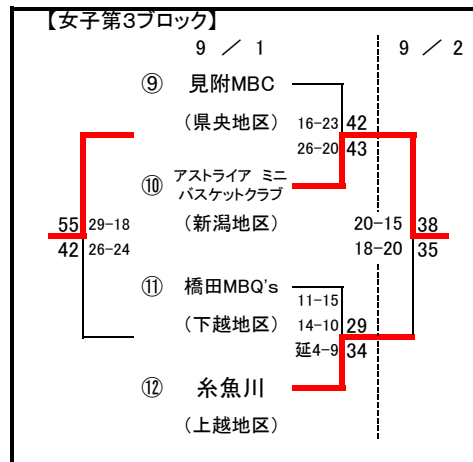 【女子第3ブロック】
9 ／ 1
9 ／ 2
⑨ 見附MBC
(県央地区)
16-23 42
26-20 43
⑩ アストライア ミニ
バスケットクラブ
(新潟地区)
55 29-18
42 26-24
20-15 38
18-20 35
⑪ 橋田MBQ's
(下越地区)
11-15
14-10 29
延4-9 34
⑫ 糸魚川
(上越地区)